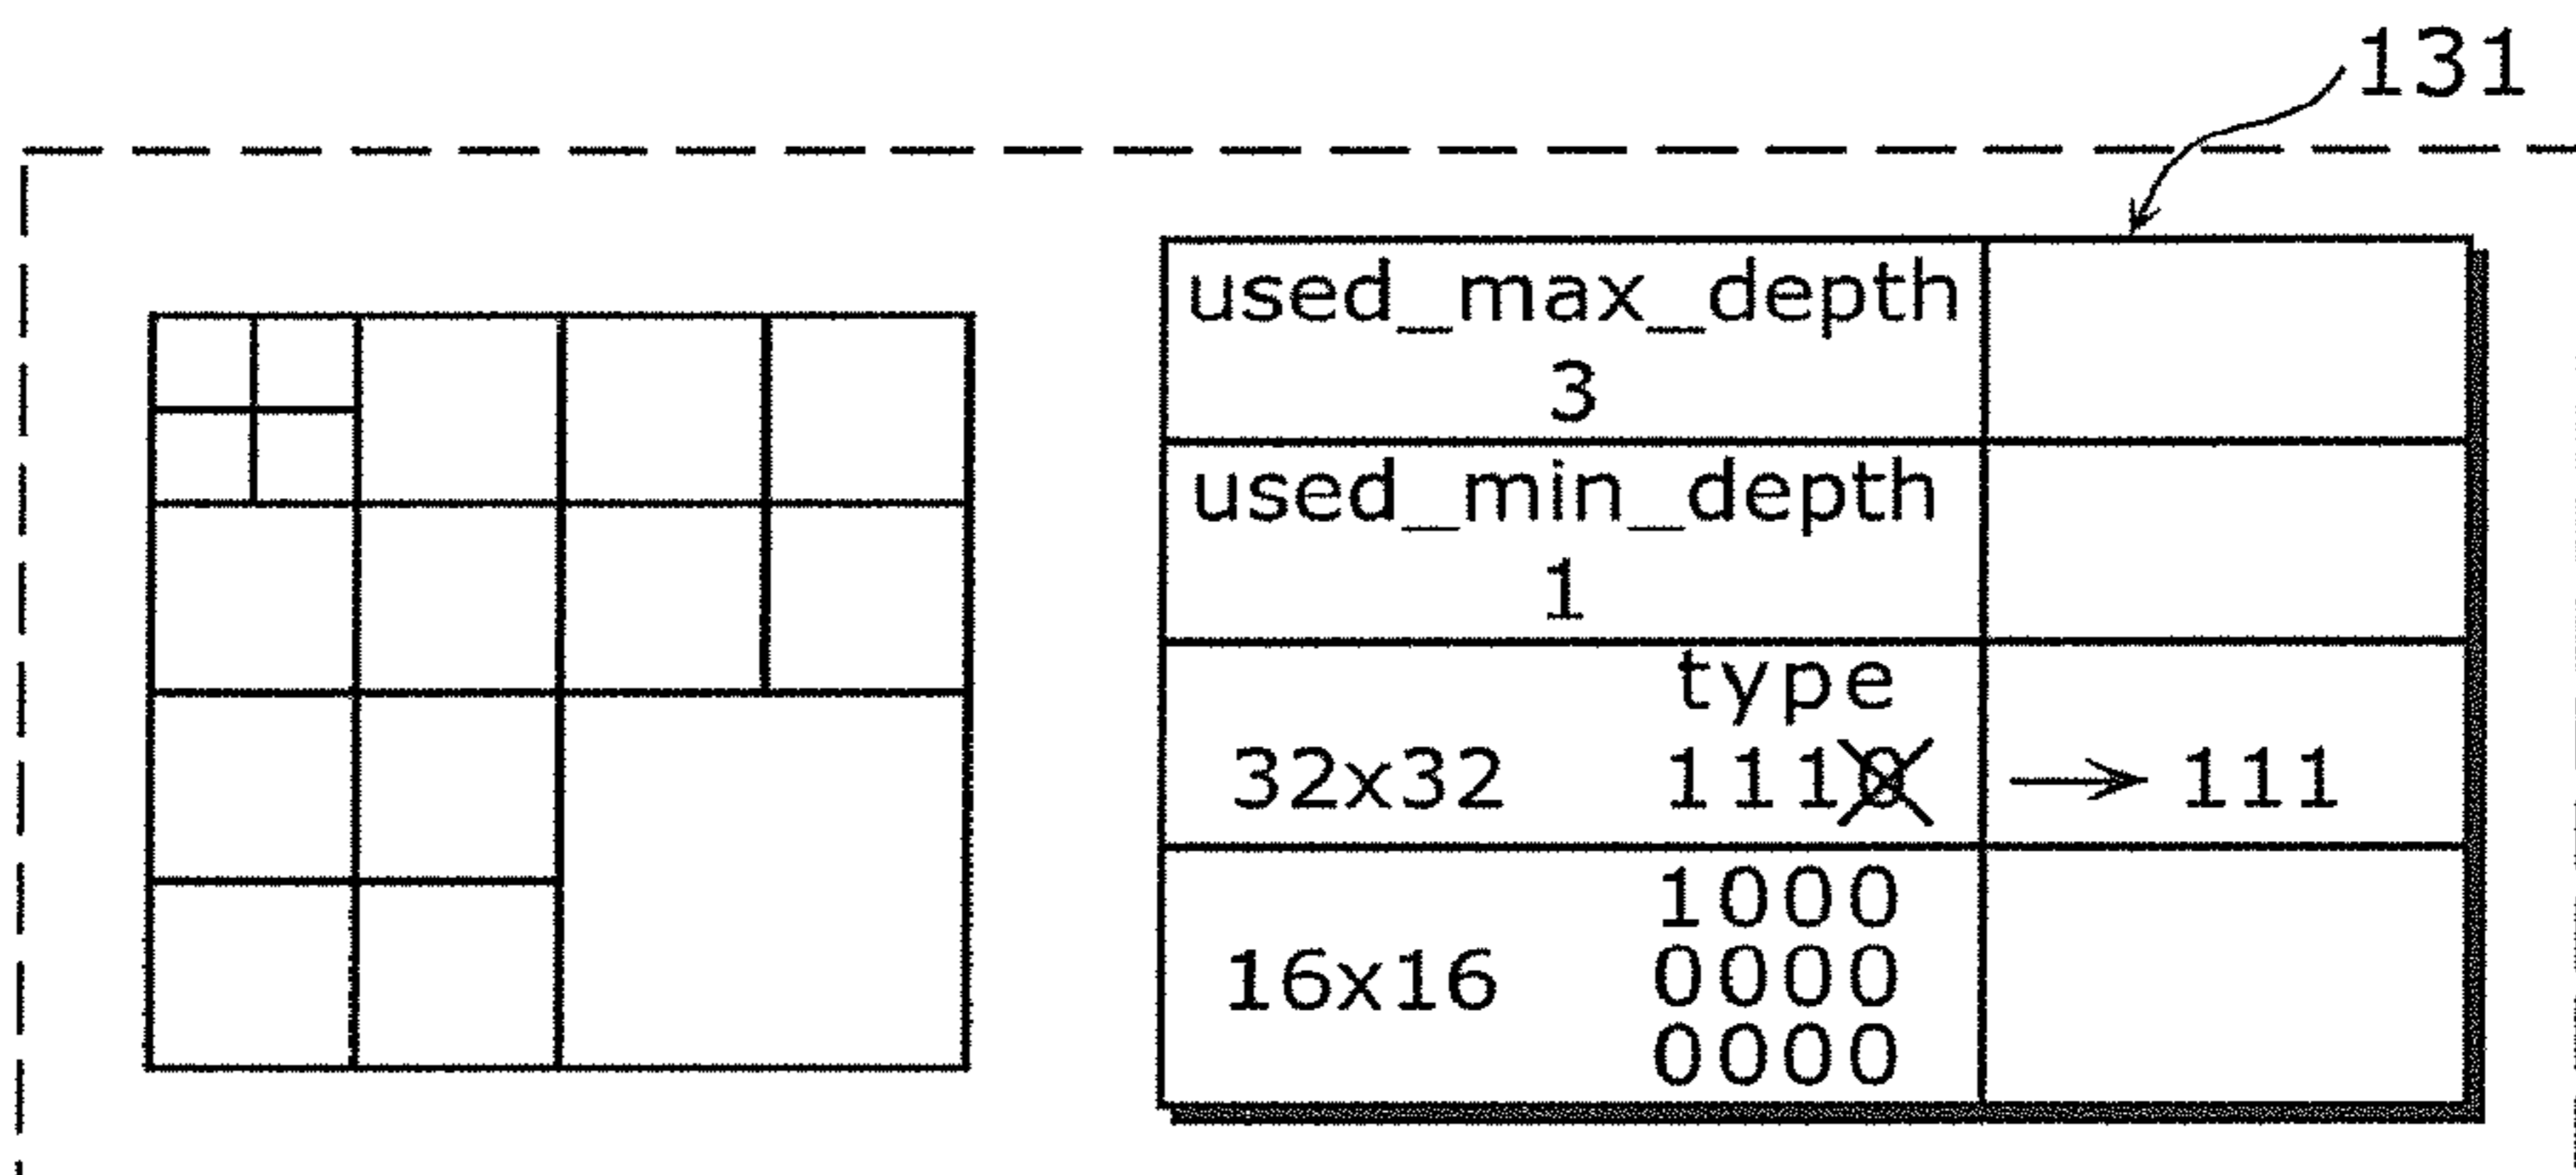 131
used_max_depth
3
used_min_depth
1
type
32x32 1110 → 111
1000
16x16 0000
0000